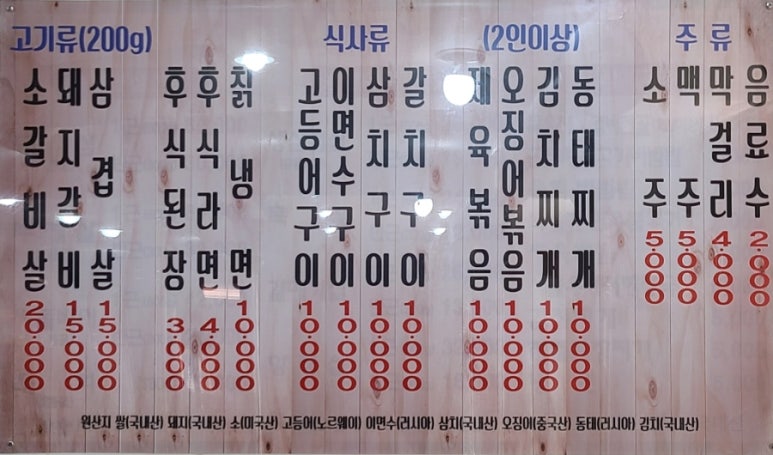 고기류(200g) 식사류 (2인이상) 주류
소갈비살 20.000
돼지갈비 15.000
삼겹살 15.000
후식된장 3.000
후식라면 4.000
칡냉면 10.000
고등어구이 10.000
이면수구이 10.000
삼치구이 10.000
갈치구이 10.000
제육볶음 10.000
오징어볶음 10.000
김치찌개 10.000
동태찌개 10.000
소주 5.000
맥주 5.000
막걸리 4.000
음료수 2.000
원산지 쌀(국내산) 돼지(국내산) 소(미국산) 고등어(노르웨이) 이면수(러시아) 삼치(국내산) 오징어(중국산) 동태(러시아) 김치(국내산)